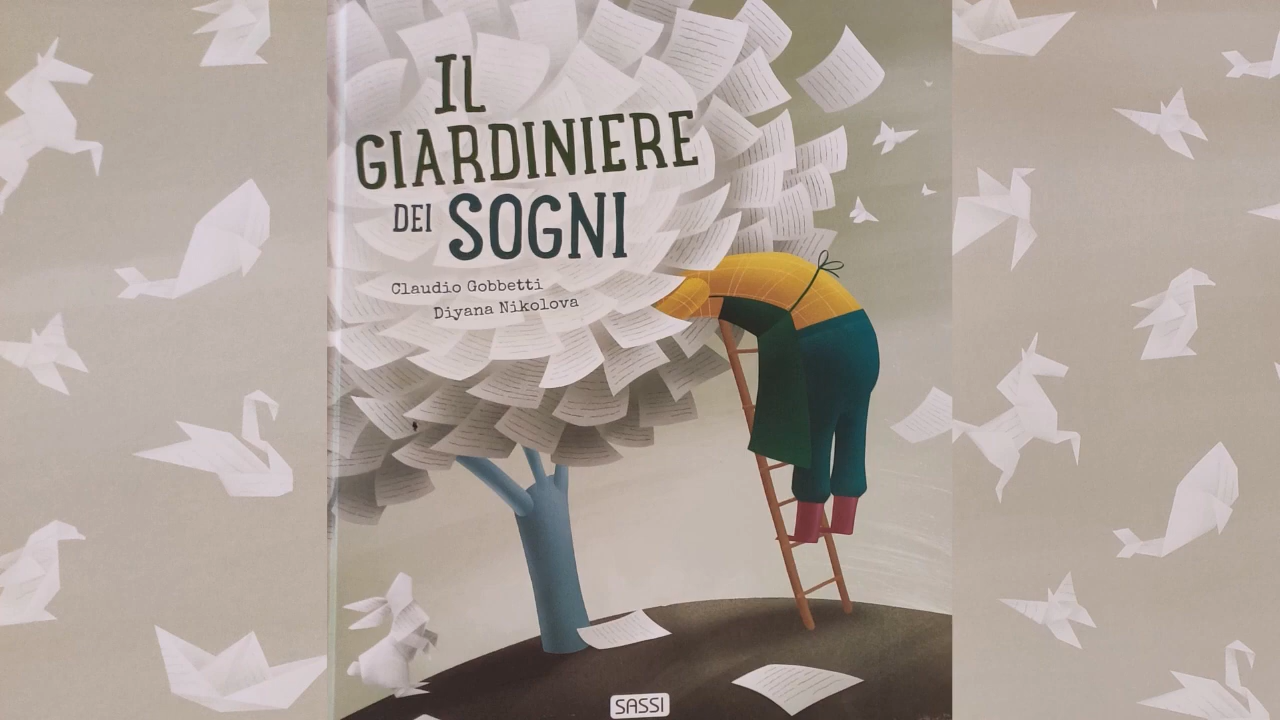 IL
GIARDINIERE
DEI SOGNI
Claudio Gobbetti
Diyana Nikolova
SASSI